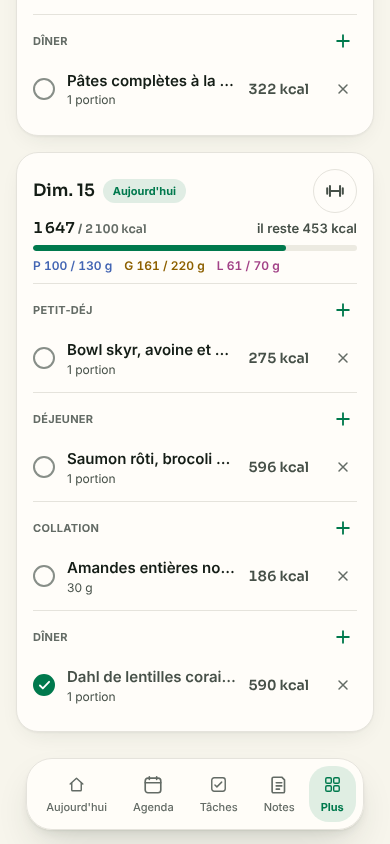 DÎNER
Pâtes complètes à la ... 322 kcal
1 portion
Dim. 15 Aujourd'hui
1 647 / 2 100 kcal il reste 453 kcal
P 100 / 130 g G 161 / 220 g L 61 / 70 g
PETIT-DÉJ
Bowl skyr, avoine et ... 275 kcal
1 portion
DÉJEUNER
Saumon rôti, brocoli ... 596 kcal
1 portion
COLLATION
Amandes entières no... 186 kcal
30 g
DÎNER
Dahl de lentilles corai... 590 kcal
1 portion
Aujourd'hui Agenda Tâches Notes Plus